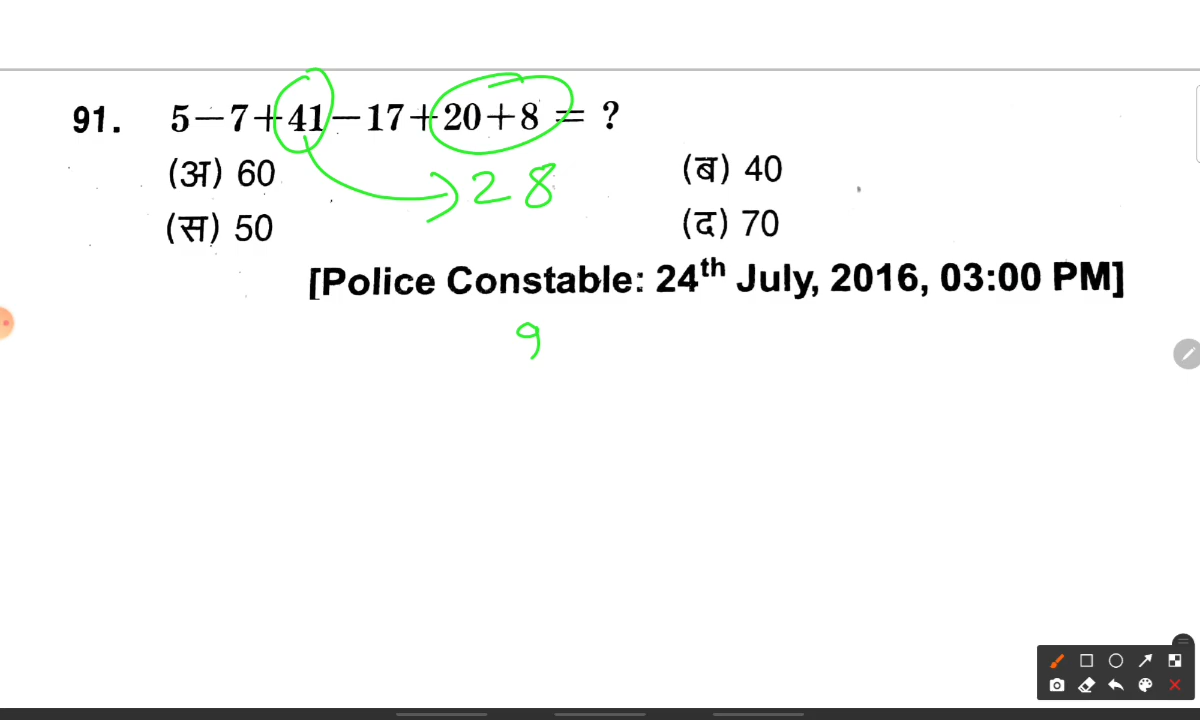 91. 5−7+41−17+20+8 = ?
(अ) 60 (ब) 40
28
(स) 50 (द) 70
[Police Constable: 24th July, 2016, 03:00 PM]
9